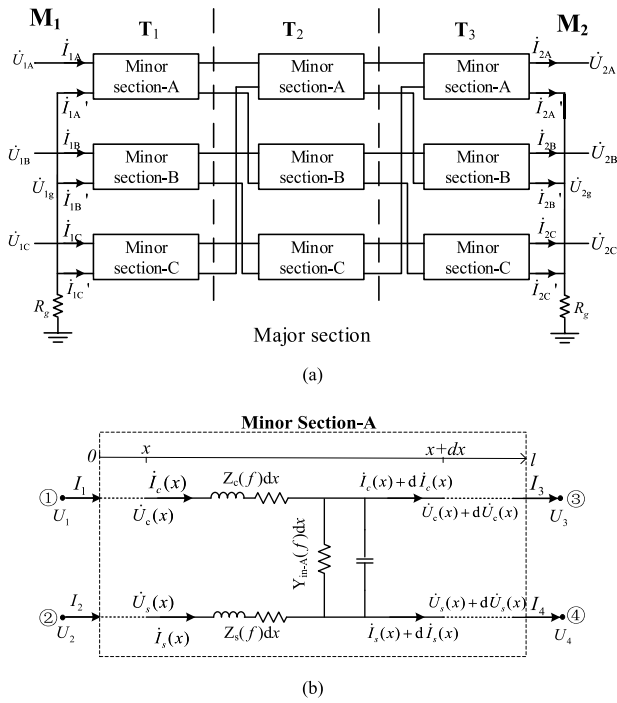 M₁ T₁ T₂ T₃ M₂
U̇₁A İ₁A Minor section-A Minor section-A Minor section-A İ₂A U̇₂A
İ₁A' İ₂A'
U̇₁B İ₁B Minor section-B Minor section-B Minor section-B İ₂B U̇₂B
U̇₁g İ₁B' İ₂B' U̇₂g
U̇₁C İ₁C Minor section-C Minor section-C Minor section-C İ₂C U̇₂C
İ₁C' İ₂C'
Rg Rg
Major section
(a)
Minor Section-A
0 x x+dx l
① I₁ İc(x) Zc(f)dx İc(x)+d İc(x) I₃ ③
U₁ U̇c(x) U̇c(x)+dU̇c(x) U₃
Yin-A(f)dx
② I₂ U̇s(x) U̇s(x)+dU̇s(x) I₄ ④
U₂ İs(x) Zs(f)dx İs(x)+d İs(x) U₄
(b)